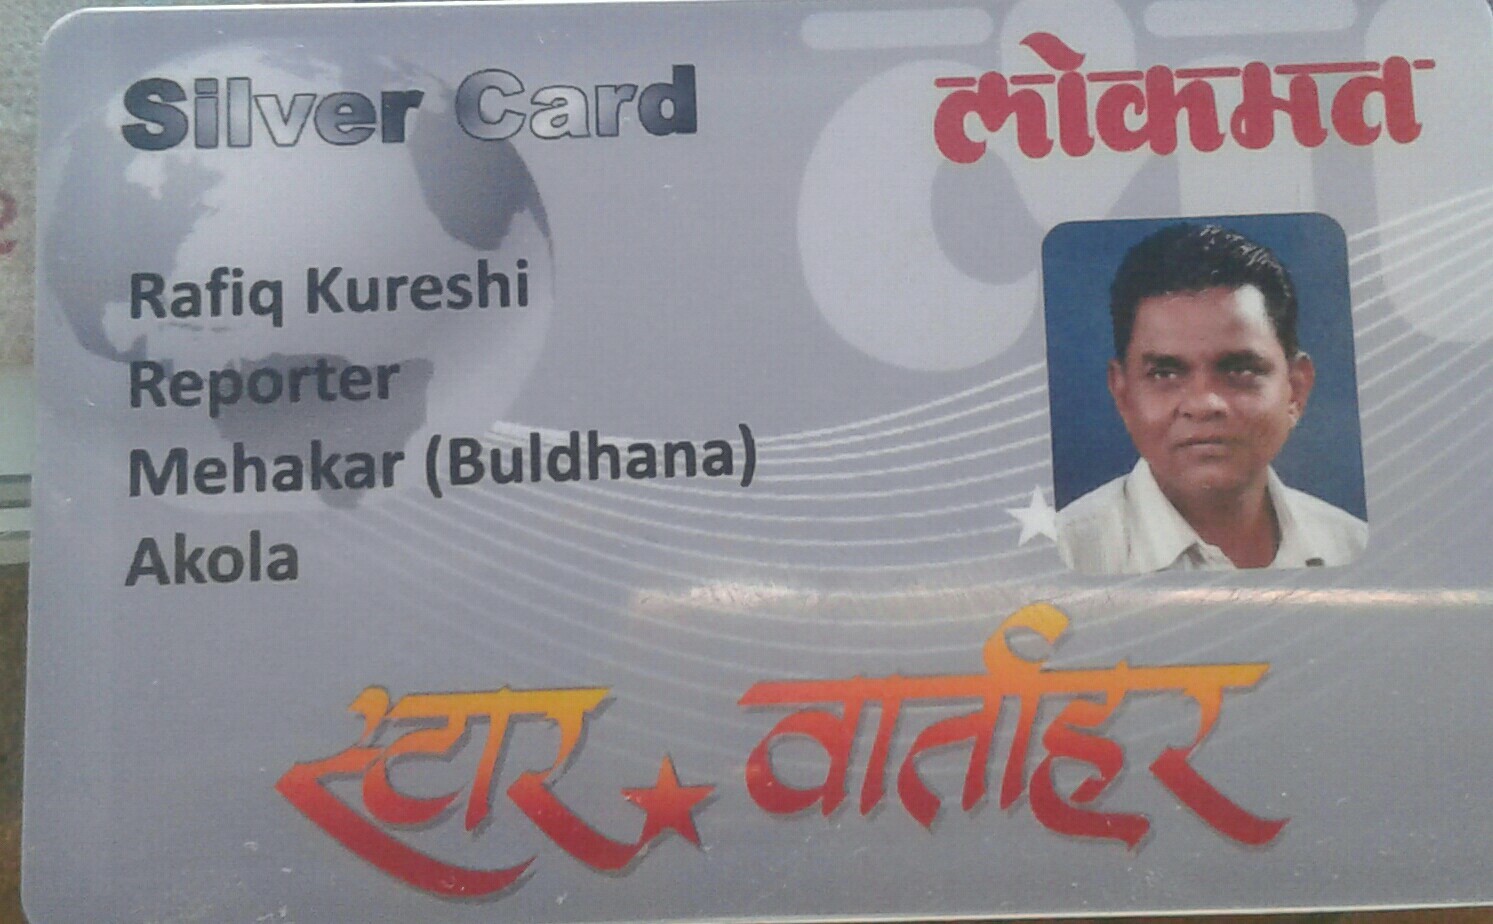 Silver Card
लोकमत
Rafiq Kureshi
Reporter
Mehakar (Buldhana)
Akola
स्टार वार्ताहर